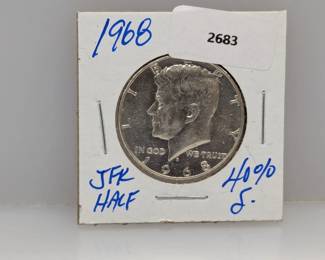 1968
2683
LIBERTY
IN GOD WE TRUST
1968
JFK
HALF
40%
S.